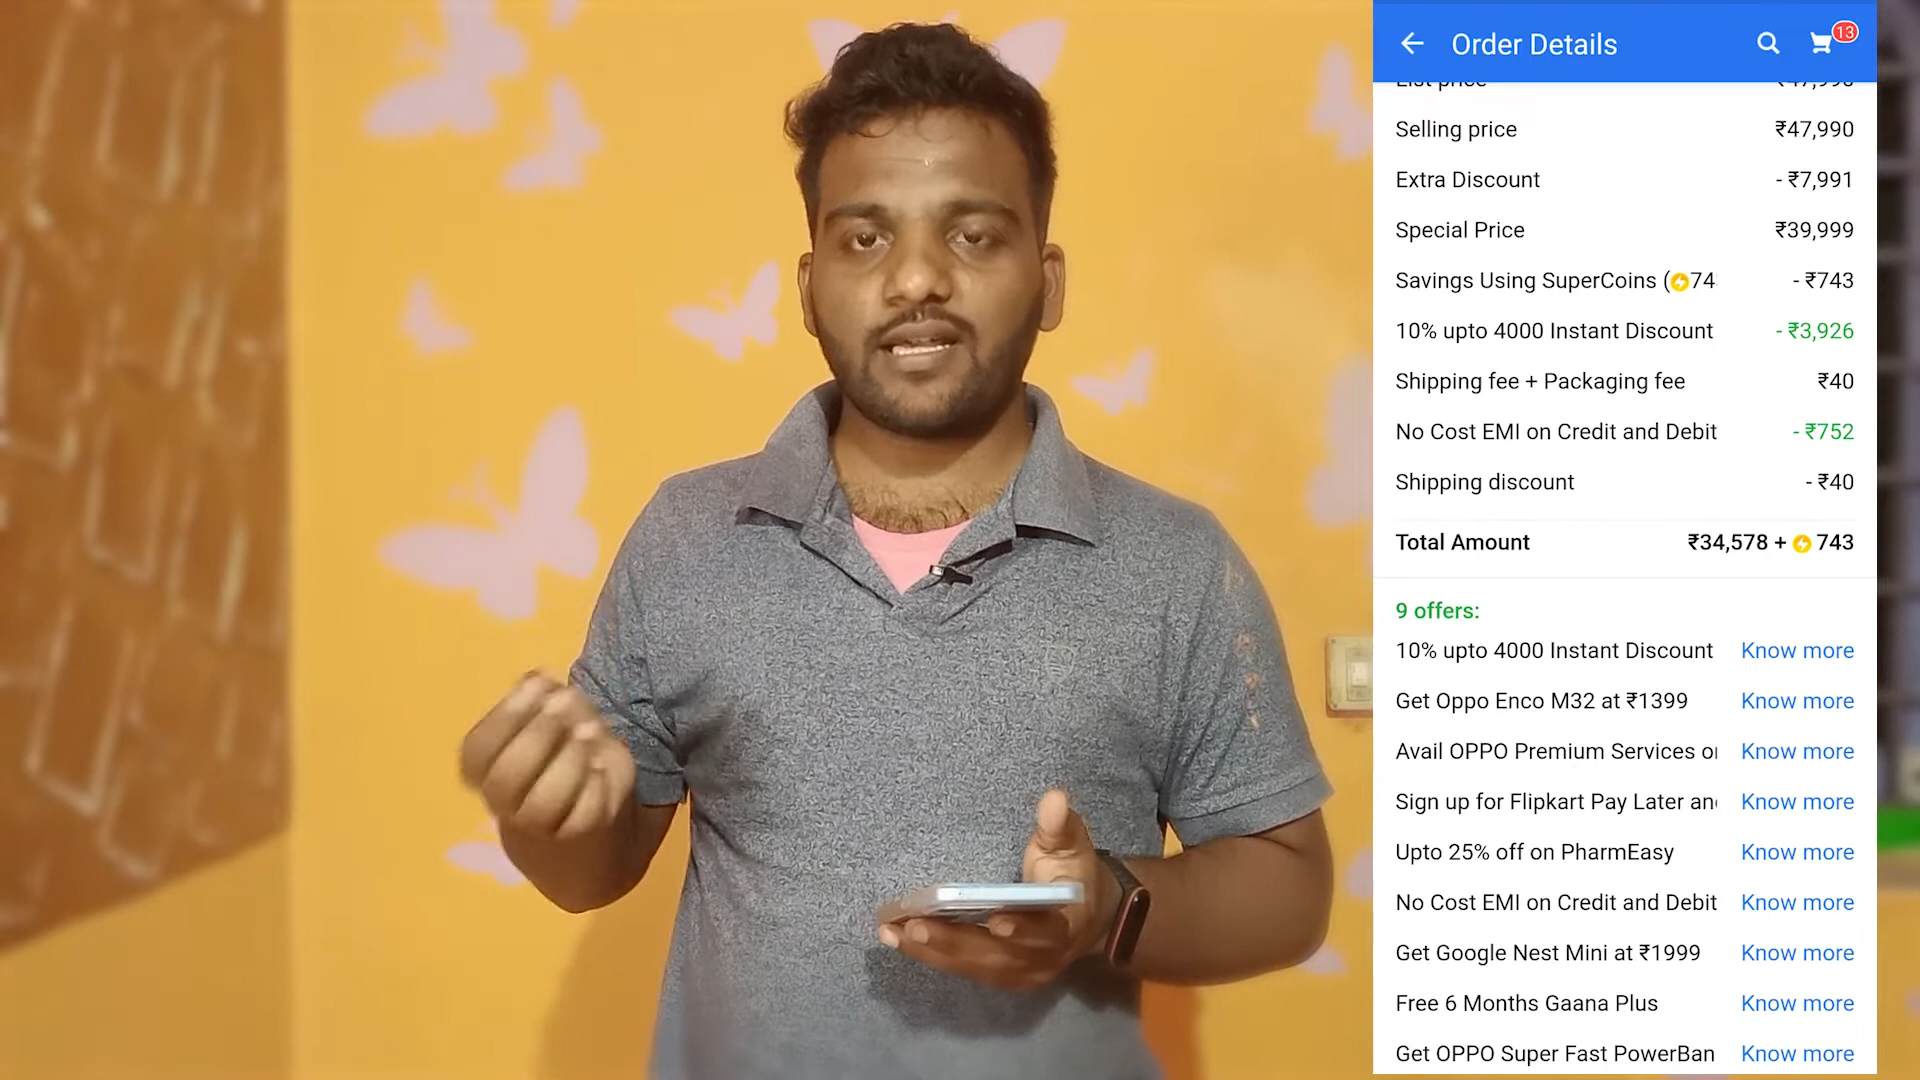 Order Details
13
List price ₹47,990
Selling price ₹47,990
Extra Discount - ₹7,991
Special Price ₹39,999
Savings Using SuperCoins (74 - ₹743
10% upto 4000 Instant Discount - ₹3,926
Shipping fee + Packaging fee ₹40
No Cost EMI on Credit and Debit - ₹752
Shipping discount - ₹40
Total Amount ₹34,578 + 743
9 offers:
10% upto 4000 Instant Discount Know more
Get Oppo Enco M32 at ₹1399 Know more
Avail OPPO Premium Services Know more
Sign up for Flipkart Pay Later Know more
Upto 25% off on PharmEasy Know more
No Cost EMI on Credit and Debit Know more
Get Google Nest Mini at ₹1999 Know more
Free 6 Months Gaana Plus Know more
Get OPPO Super Fast PowerBan Know more